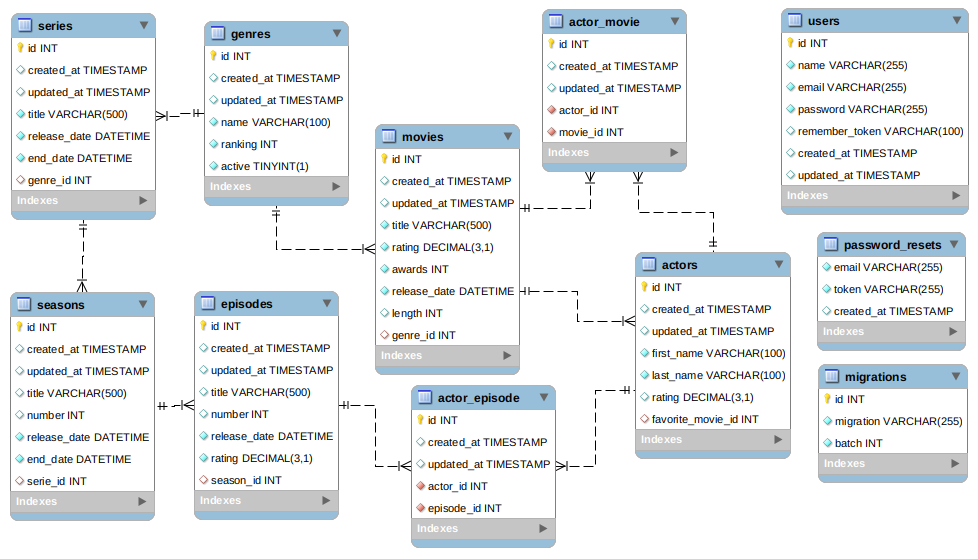 series
id INT
created_at TIMESTAMP
updated_at TIMESTAMP
title VARCHAR(500)
release_date DATETIME
end_date DATETIME
genre_id INT
Indexes
genres
id INT
created_at TIMESTAMP
updated_at TIMESTAMP
name VARCHAR(100)
ranking INT
active TINYINT(1)
Indexes
movies
id INT
created_at TIMESTAMP
updated_at TIMESTAMP
title VARCHAR(500)
rating DECIMAL(3,1)
awards INT
release_date DATETIME
length INT
genre_id INT
Indexes
actor_movie
id INT
created_at TIMESTAMP
updated_at TIMESTAMP
actor_id INT
movie_id INT
Indexes
users
id INT
name VARCHAR(255)
email VARCHAR(255)
password VARCHAR(255)
remember_token VARCHAR(100)
created_at TIMESTAMP
updated_at TIMESTAMP
Indexes
seasons
id INT
created_at TIMESTAMP
updated_at TIMESTAMP
title VARCHAR(500)
number INT
release_date DATETIME
end_date DATETIME
serie_id INT
Indexes
episodes
id INT
created_at TIMESTAMP
updated_at TIMESTAMP
title VARCHAR(500)
number INT
release_date DATETIME
rating DECIMAL(3,1)
season_id INT
Indexes
actor_episode
id INT
created_at TIMESTAMP
updated_at TIMESTAMP
actor_id INT
episode_id INT
Indexes
actors
id INT
created_at TIMESTAMP
updated_at TIMESTAMP
first_name VARCHAR(100)
last_name VARCHAR(100)
rating DECIMAL(3,1)
favorite_movie_id INT
Indexes
password_resets
email VARCHAR(255)
token VARCHAR(255)
created_at TIMESTAMP
Indexes
migrations
id INT
migration VARCHAR(255)
batch INT
Indexes